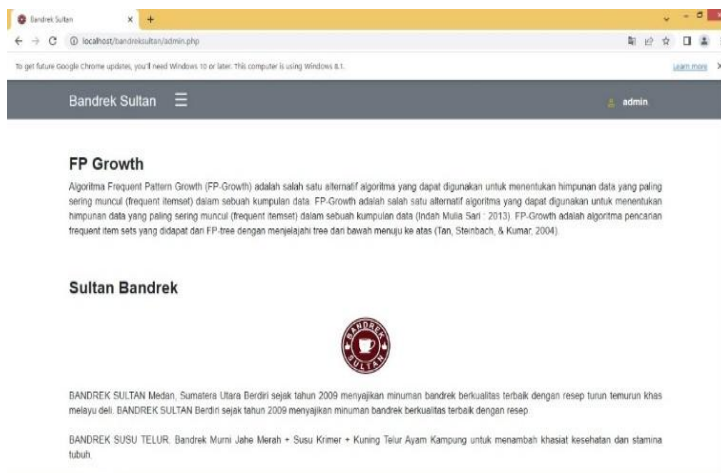 Bandrek Sultan
localhost/bandreksultan/admin.php
To get future Google Chrome updates, you'll need Windows 10 or later. This computer is using Windows 8.1.
Learn more
Bandrek Sultan
admin
FP Growth
Algoritma Frequent Pattern Growth (FP-Growth) adalah salah satu alternatif algoritma yang dapat digunakan untuk menentukan himpunan data yang paling
sering muncul (frequent itemset) dalam sebuah kumpulan data. FP-Growth adalah salah satu alternatif algoritma yang dapat digunakan untuk menentukan
himpunan data yang paling sering muncul (frequent itemset) dalam sebuah kumpulan data (Indah Mulia Sari : 2013). FP-Growth adalah algoritma pencarian
frequent item sets yang didapat dari FP-tree dengan menjelajahi tree dari bawah menuju ke atas (Tan, Steinbach, & Kumar, 2004).
Sultan Bandrek
BANDREK
SULTAN
BANDREK SULTAN Medan, Sumatera Utara Berdiri sejak tahun 2009 menyajikan minuman bandrek berkualitas terbaik dengan resep turun temurun khas
melayu deli. BANDREK SULTAN Berdiri sejak tahun 2009 menyajikan minuman bandrek berkualitas terbaik dengan resep
BANDREK SUSU TELUR, Bandrek Murni Jahe Merah + Susu Krimer + Kuning Telur Ayam Kampung untuk menambah khasiat kesehatan dan stamina
tubuh.